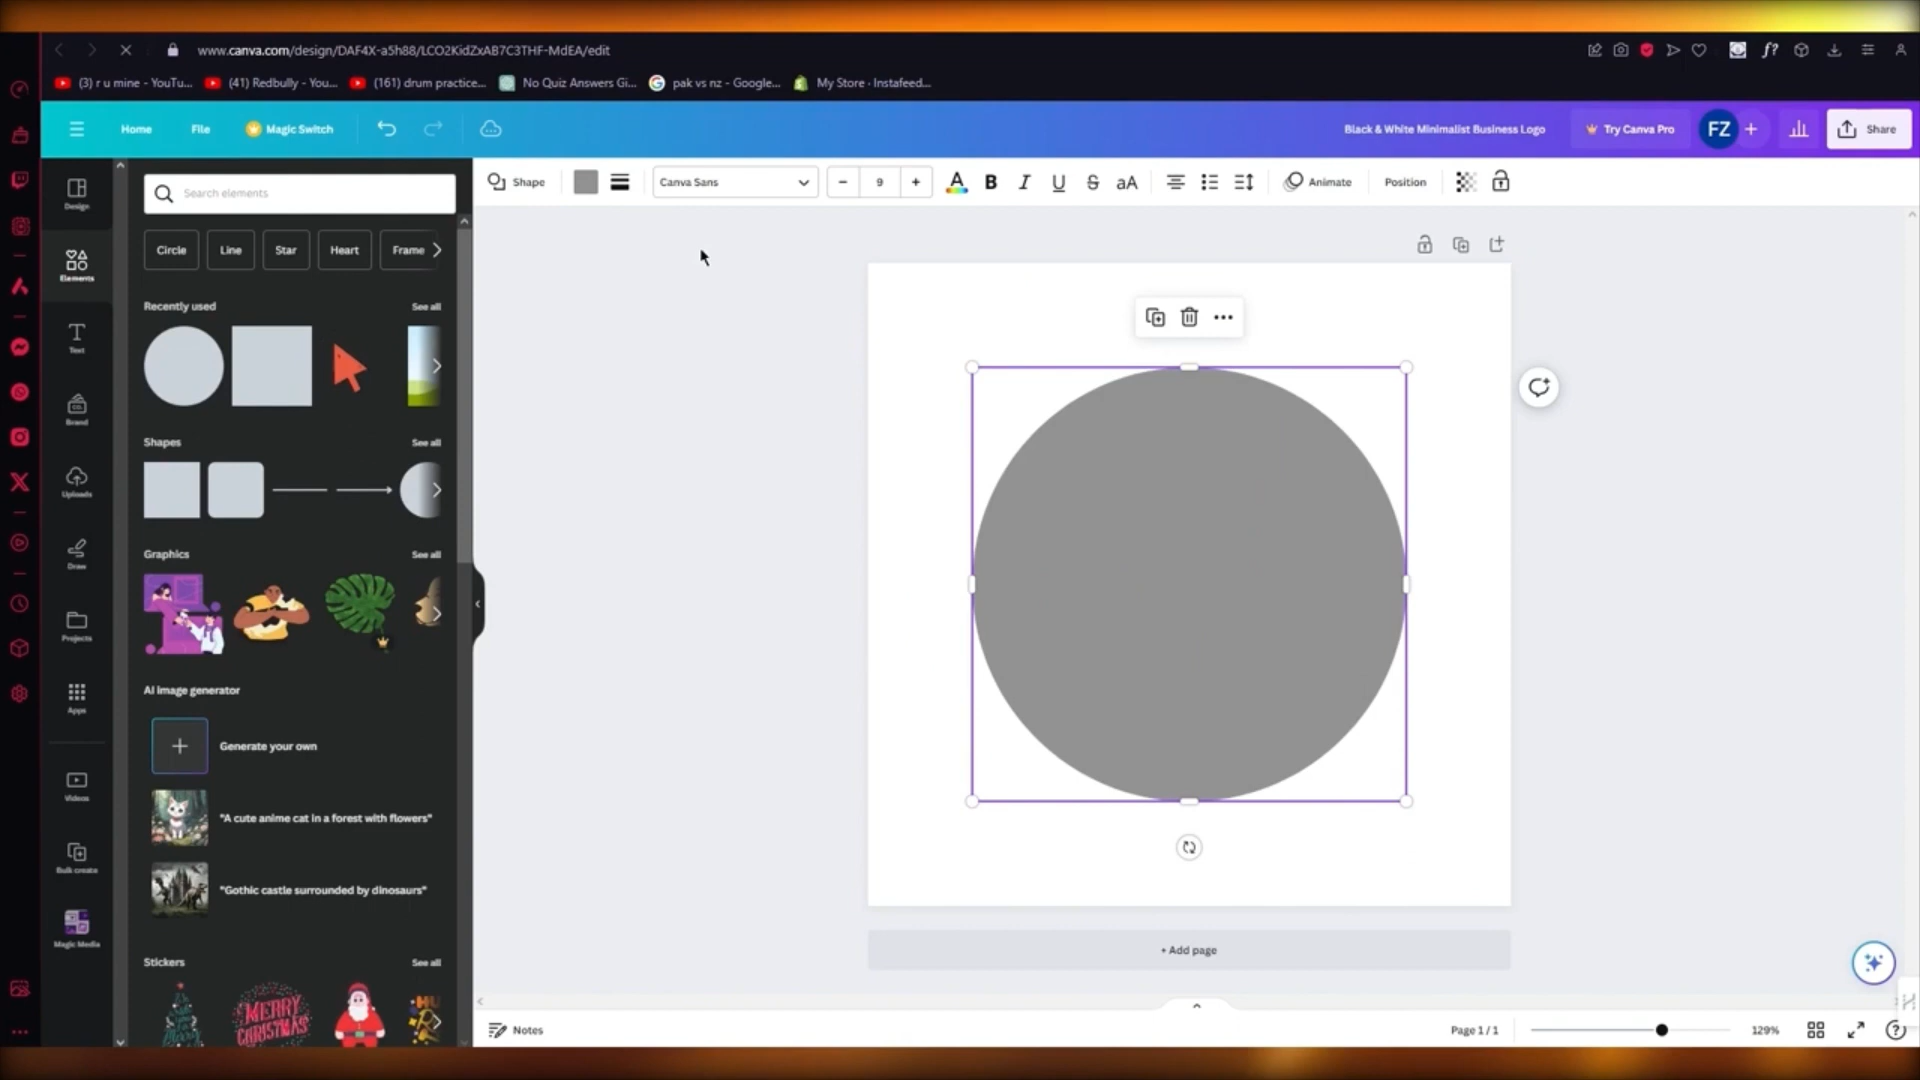 www.canva.com/design/DAF4X-a5h88/LCO2KidZxAB7C3THF-MdEA/edit
(3) r u mine - YouTu... (41) Redbully - You... (161) drum practice... No Quiz Answers Gi... pak vs nz - Google... My Store · Instafeed...
Home File Magic Switch Black & White Minimalist Business Logo Try Canva Pro FZ + Share
Shape Canva Sans - 9 + A B I U S aA Animate Position
Design
Search elements
Circle Line Star Heart Frame
Elements
Recently used See all
Text
Brand
Shapes See all
Uploads
Graphics See all
Draw
Projects
AI image generator
Apps
Generate your own
Videos
"A cute anime cat in a forest with flowers"
Bulk create
"Gothic castle surrounded by dinosaurs"
Magic Media
+ Add page
Stickers See all
MERRY
CHRISTMAS
Notes Page 1 / 1 129%